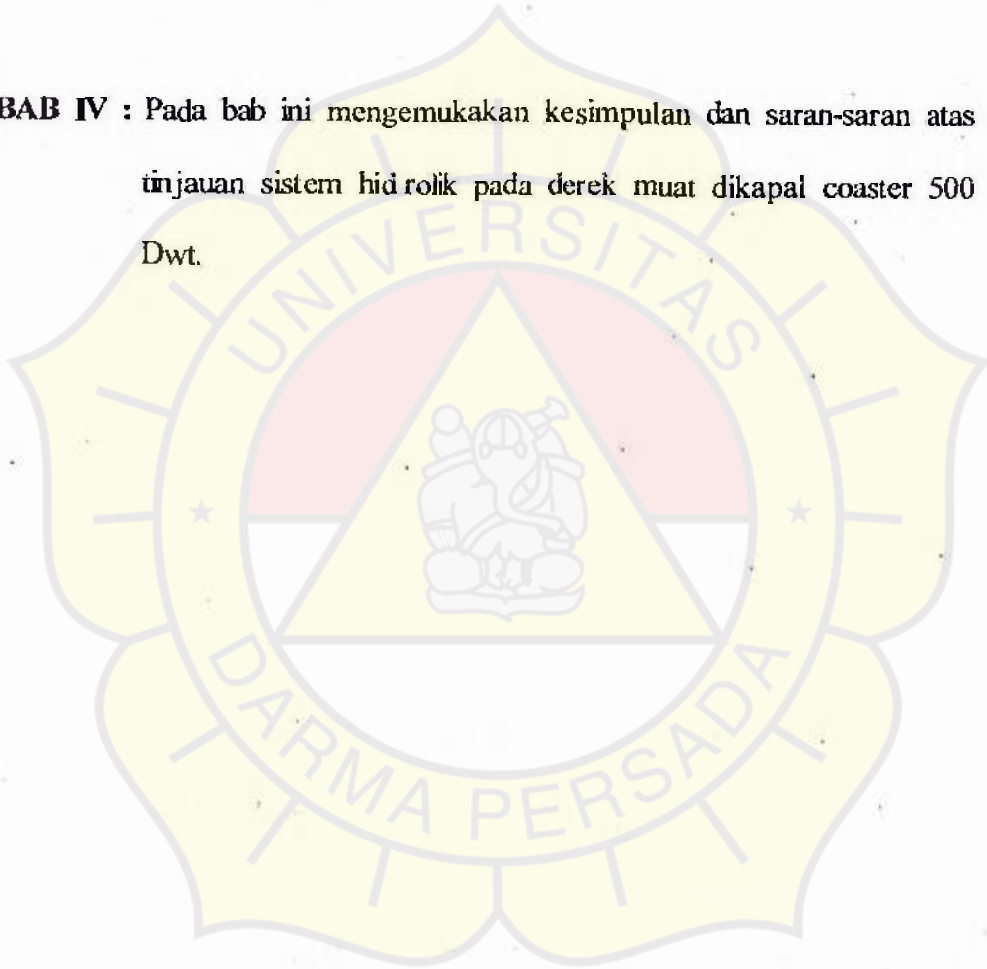 BAB IV : Pada bab ini mengemukakan kesimpulan dan saran-saran atas
tinjauan sistem hid rolik pada derek muat dikapal coaster 500
Dwt.
UNIVERSITAS
DARMA PERSADA